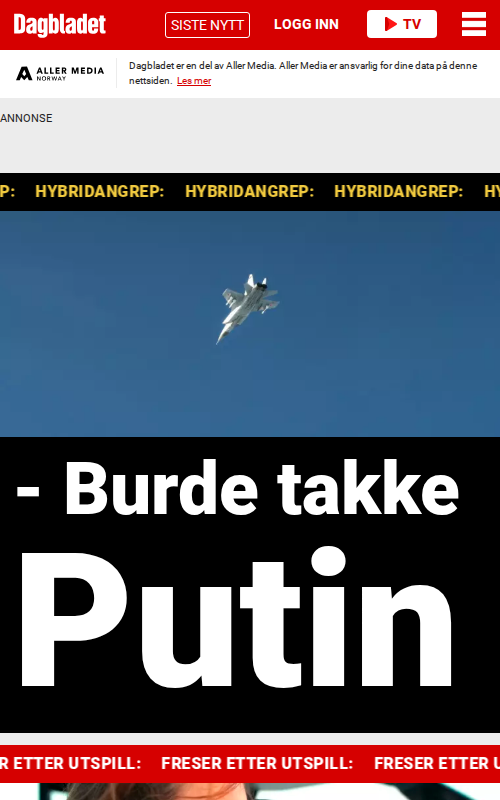 Dagbladet
SISTE NYTT
LOGG INN
TV
ALLER MEDIA
NORWAY
Dagbladet er en del av Aller Media. Aller Media er ansvarlig for dine data på denne
nettsiden. Les mer
ANNONSE
P: HYBRIDANGREP: HYBRIDANGREP: HYBRIDANGREP: HY
- Burde takke
Putin
R ETTER UTSPILL: FRESER ETTER UTSPILL: FRESER ETTER U